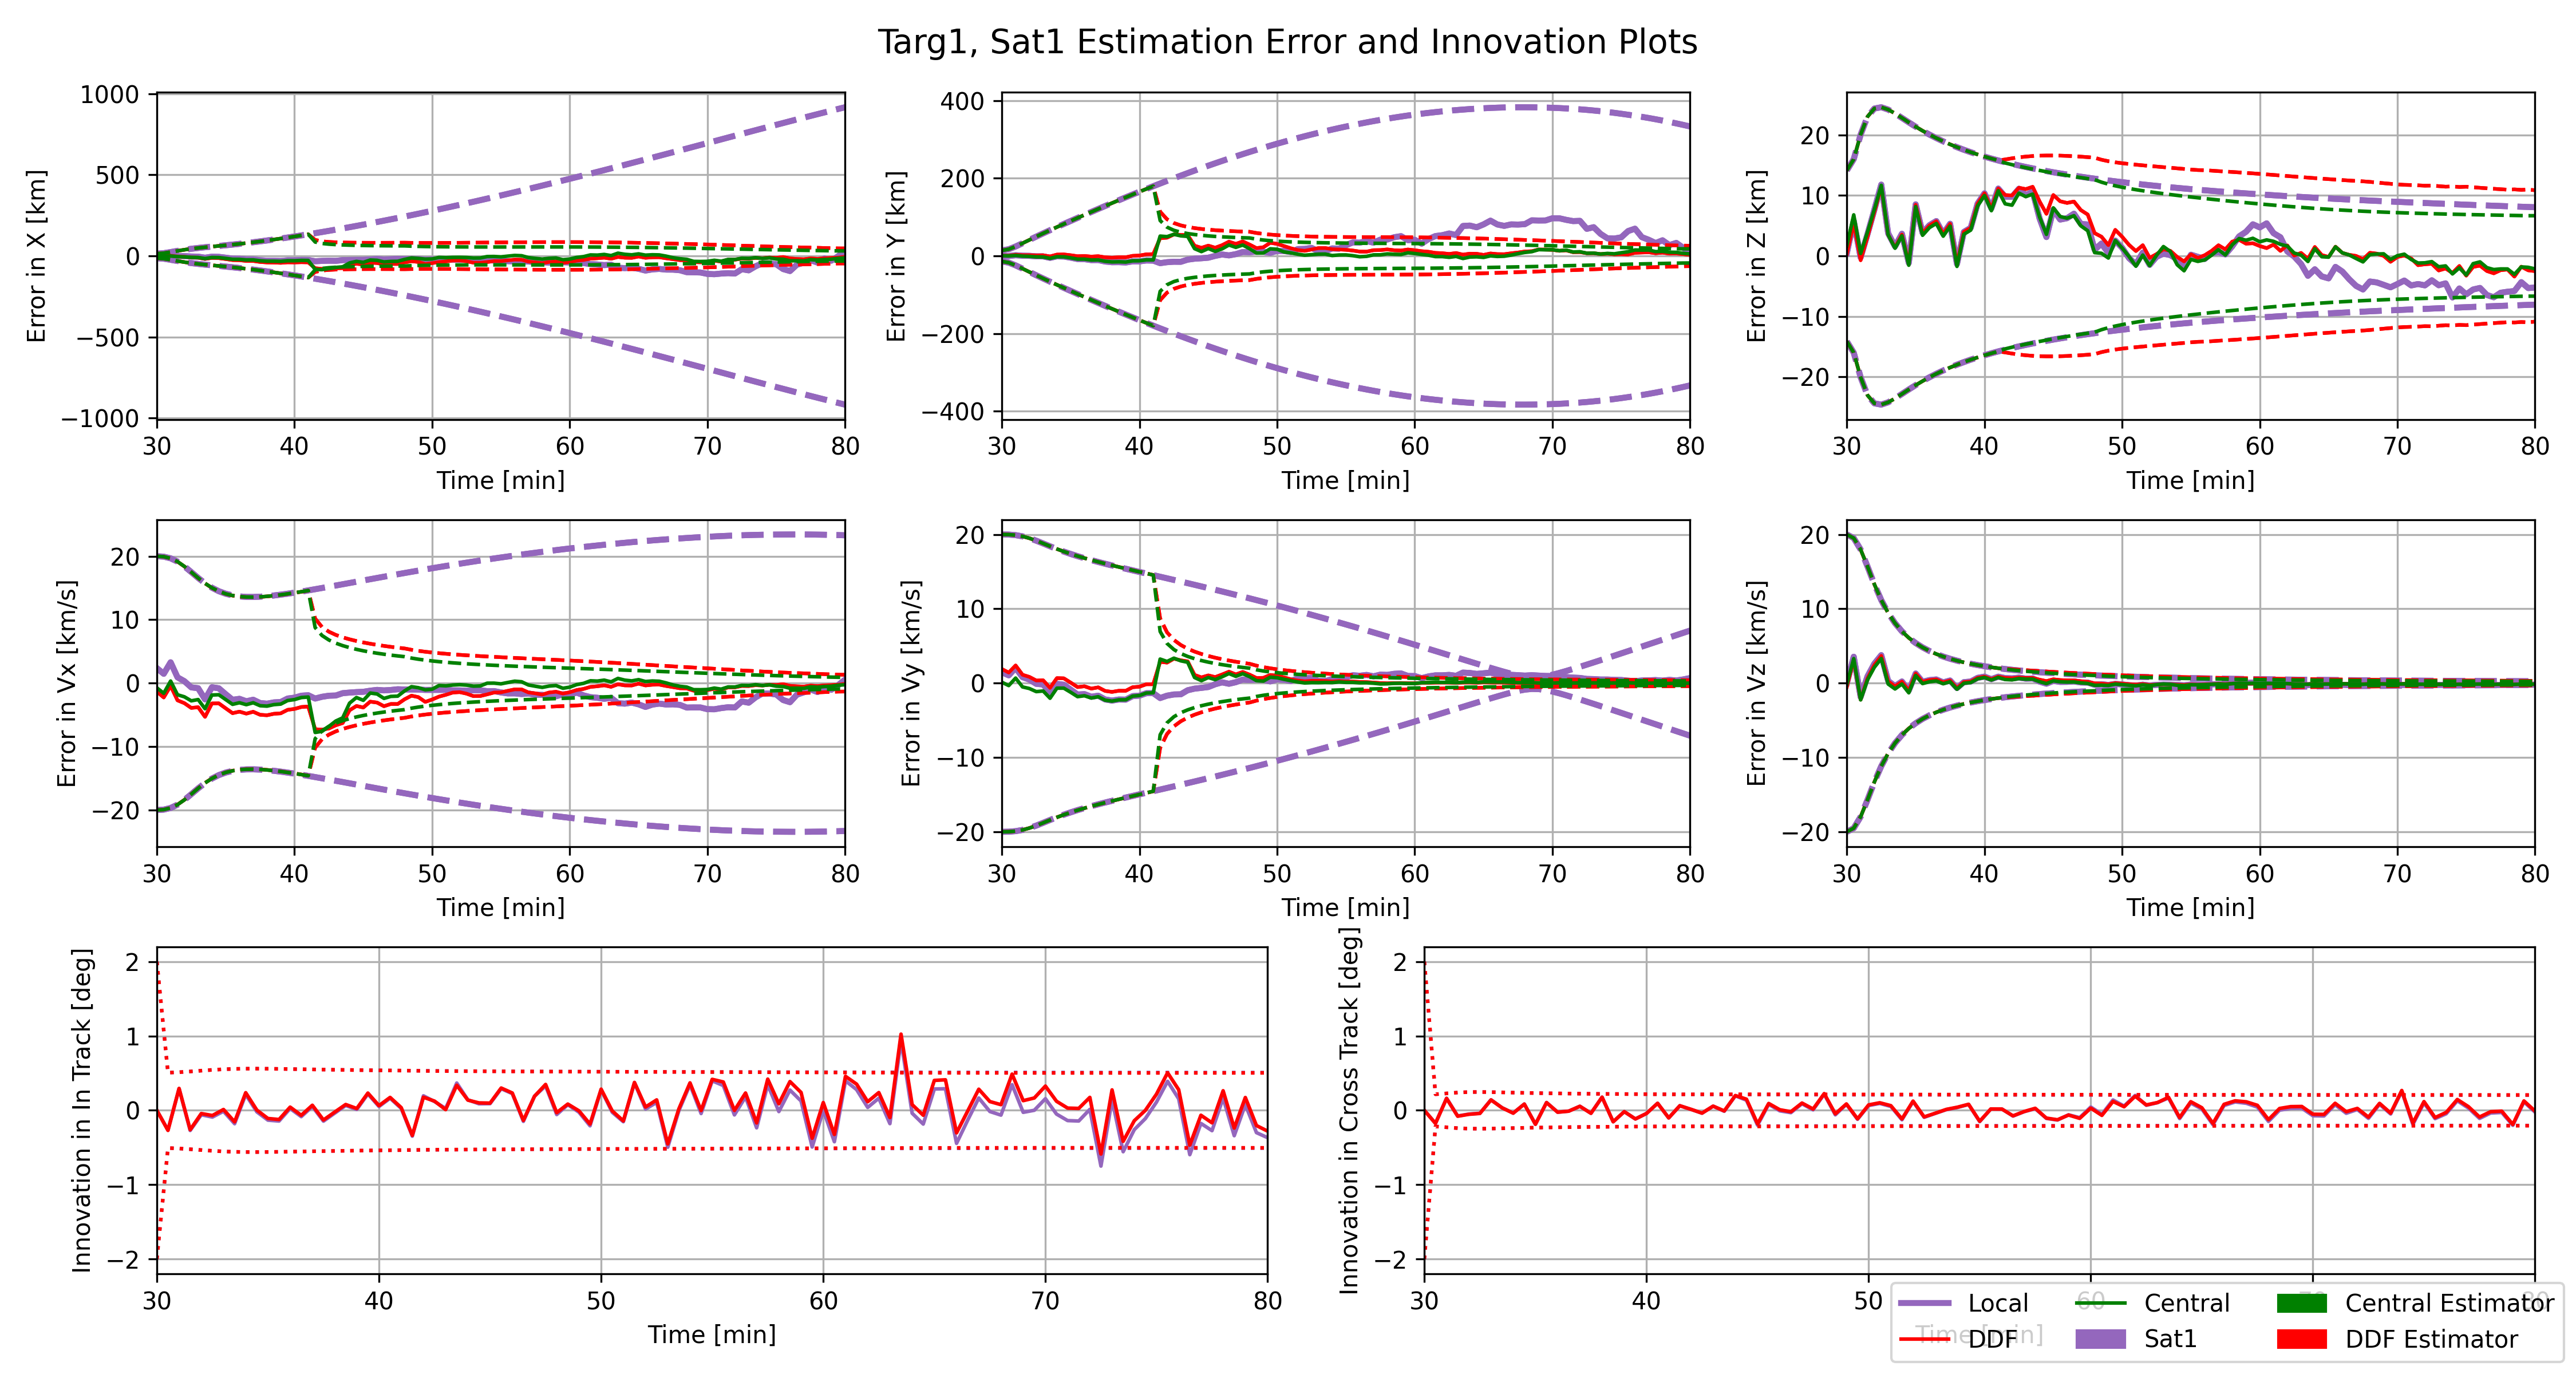 Targ1, Sat1 Estimation Error and Innovation Plots
Error in X [km]
1000
500
0
−500
−1000
30 40 50 60 70 80
Time [min]
Error in Y [km]
400
200
0
−200
−400
30 40 50 60 70 80
Time [min]
Error in Z [km]
20
10
0
−10
−20
30 40 50 60 70 80
Time [min]
Error in Vx [km/s]
20
10
0
−10
−20
30 40 50 60 70 80
Time [min]
Error in Vy [km/s]
20
10
0
−10
−20
30 40 50 60 70 80
Time [min]
Error in Vz [km/s]
20
10
0
−10
−20
30 40 50 60 70 80
Time [min]
Innovation in In Track [deg]
2
1
0
−1
−2
30 40 50 60 70 80
Time [min]
Innovation in Cross Track [deg]
2
1
0
−1
−2
30 40 50 60 70 80
Time [min]
Local Central Central Estimator
DDF Sat1 DDF Estimator